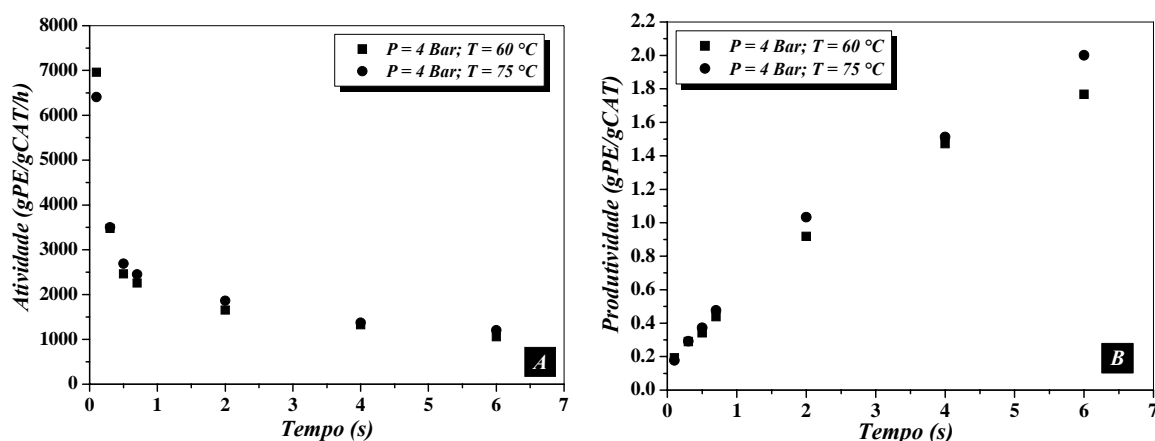 8000
7000
6000
5000
4000
3000
2000
1000
0
Atividade (gPE/gCAT/h)
P = 4 Bar; T = 60 °C
P = 4 Bar; T = 75 °C
A
0 1 2 3 4 5 6 7
Tempo (s)
2.2
2.0
1.8
1.6
1.4
1.2
1.0
0.8
0.6
0.4
0.2
0.0
Produtividade (gPE/gCAT)
P = 4 Bar; T = 60 °C
P = 4 Bar; T = 75 °C
B
0 1 2 3 4 5 6 7
Tempo (s)